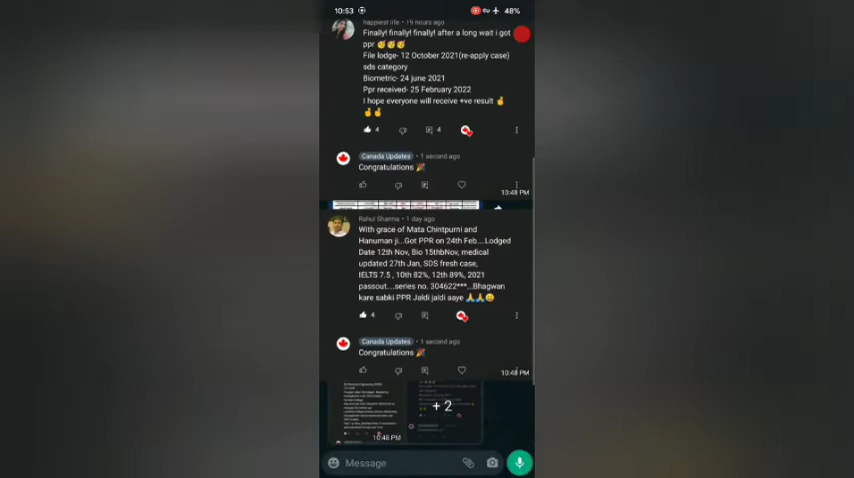 10:53
48%
happiest life • 19 hours ago
Finally! finally! finally! after a long wait i got
ppr 🥳🥳🥳
File lodge- 12 October 2021(re-apply case)
sds category
Biometric- 24 june 2021
Ppr received- 25 February 2022
I hope everyone will receive +ve result 🤞
🤞🤞
4
4
Canada Updates • 1 second ago
Congratulations 🎉
10:48 PM
Rahul Sharma • 1 day ago
With grace of Mata Chintpurni and
Hanuman ji...Got PPR on 24th Feb....Lodged
Date 12th Nov, Bio 15thbNov, medical
updated 27th Jan, SDS fresh case,
IELTS 7.5 , 10th 82%, 12th 89%, 2021
passout....series no. 304622***...Bhagwan
kare sabki PPR Jaldi jaldi aaye 🙏🙏😀
4
Canada Updates • 1 second ago
Congratulations 🎉
10:48 PM
+ 2
10:48 PM
Message